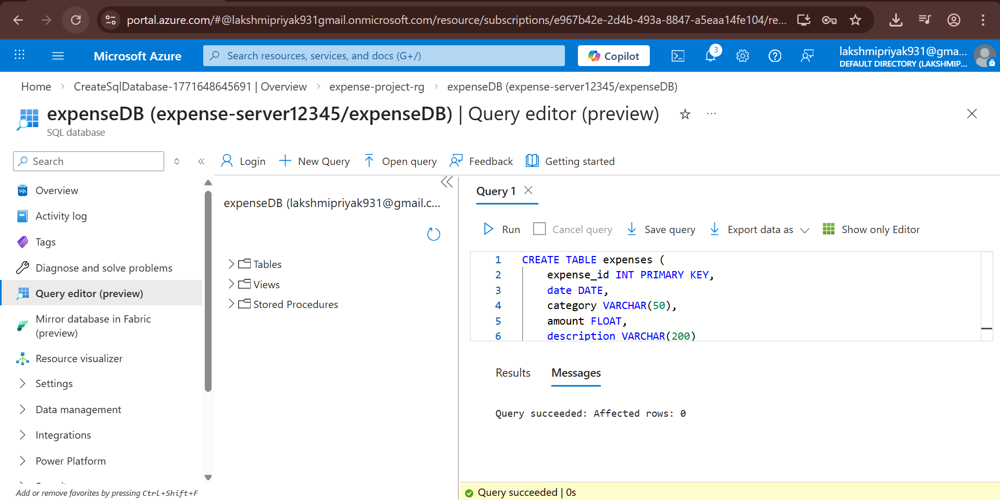 portal.azure.com/#@lakshmipriyak931gmail.onmicrosoft.com/resource/subscriptions/e967b42e-2d4b-493a-8847-a5eaa14fe104/re...
Microsoft Azure
Search resources, services, and docs (G+/)
Copilot
3
lakshmipriyak931@gma...
DEFAULT DIRECTORY (LAKSHMIP...
Home > CreateSqlDatabase-1771648645691 | Overview > expense-project-rg > expenseDB (expense-server12345/expenseDB)
expenseDB (expense-server12345/expenseDB) | Query editor (preview)
SQL database
Search
Login
New Query
Open query
Feedback
Getting started
SQL
Overview
Activity log
Tags
Diagnose and solve problems
Query editor (preview)
Mirror database in Fabric
(preview)
Resource visualizer
Settings
Data management
Integrations
Power Platform
Add or remove favorites by pressing Ctrl+Shift+F
expenseDB (lakshmipriyak931@gmail.c...
Tables
Views
Stored Procedures
Query 1
Run
Cancel query
Save query
Export data as
Show only Editor
1 CREATE TABLE expenses (
2 expense_id INT PRIMARY KEY,
3 date DATE,
4 category VARCHAR(50),
5 amount FLOAT,
6 description VARCHAR(200)
Results
Messages
Query succeeded: Affected rows: 0
Query succeeded | 0s